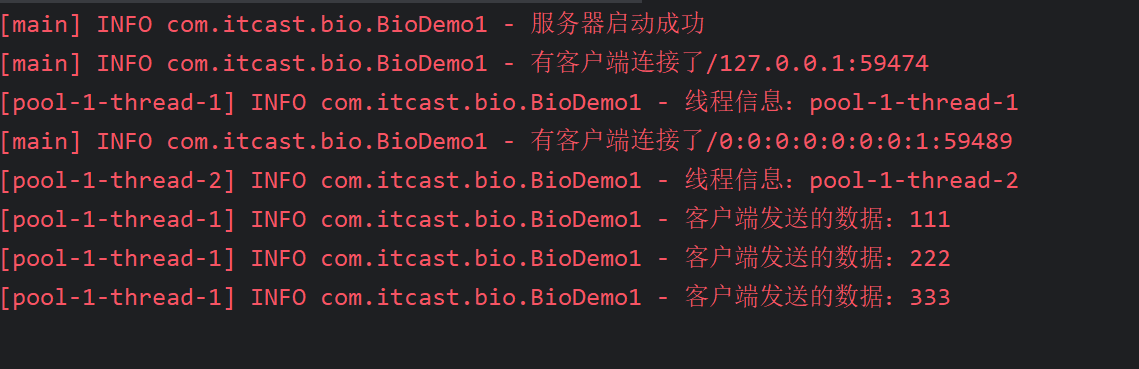 [main] INFO com.itcast.bio.BioDemo1 - 服务器启动成功
[main] INFO com.itcast.bio.BioDemo1 - 有客户端连接了/127.0.0.1:59474
[pool-1-thread-1] INFO com.itcast.bio.BioDemo1 - 线程信息：pool-1-thread-1
[main] INFO com.itcast.bio.BioDemo1 - 有客户端连接了/0:0:0:0:0:0:0:1:59489
[pool-1-thread-2] INFO com.itcast.bio.BioDemo1 - 线程信息：pool-1-thread-2
[pool-1-thread-1] INFO com.itcast.bio.BioDemo1 - 客户端发送的数据：111
[pool-1-thread-1] INFO com.itcast.bio.BioDemo1 - 客户端发送的数据：222
[pool-1-thread-1] INFO com.itcast.bio.BioDemo1 - 客户端发送的数据：333